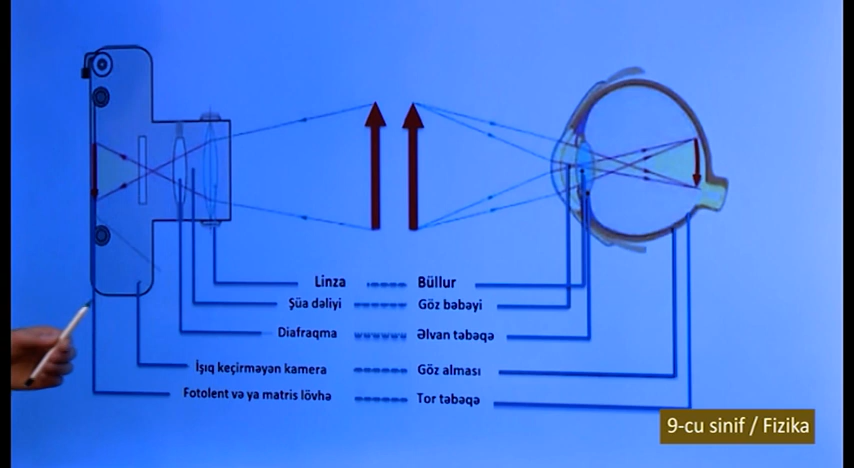 Linza Büllur
Şüa dəliyi Göz bəbəyi
Diafraqma Əlvan təbəqə
İşıq keçirməyən kamera Göz alması
Fotolent və ya matris lövhə Tor təbəqə
9-cu sinif / Fizika